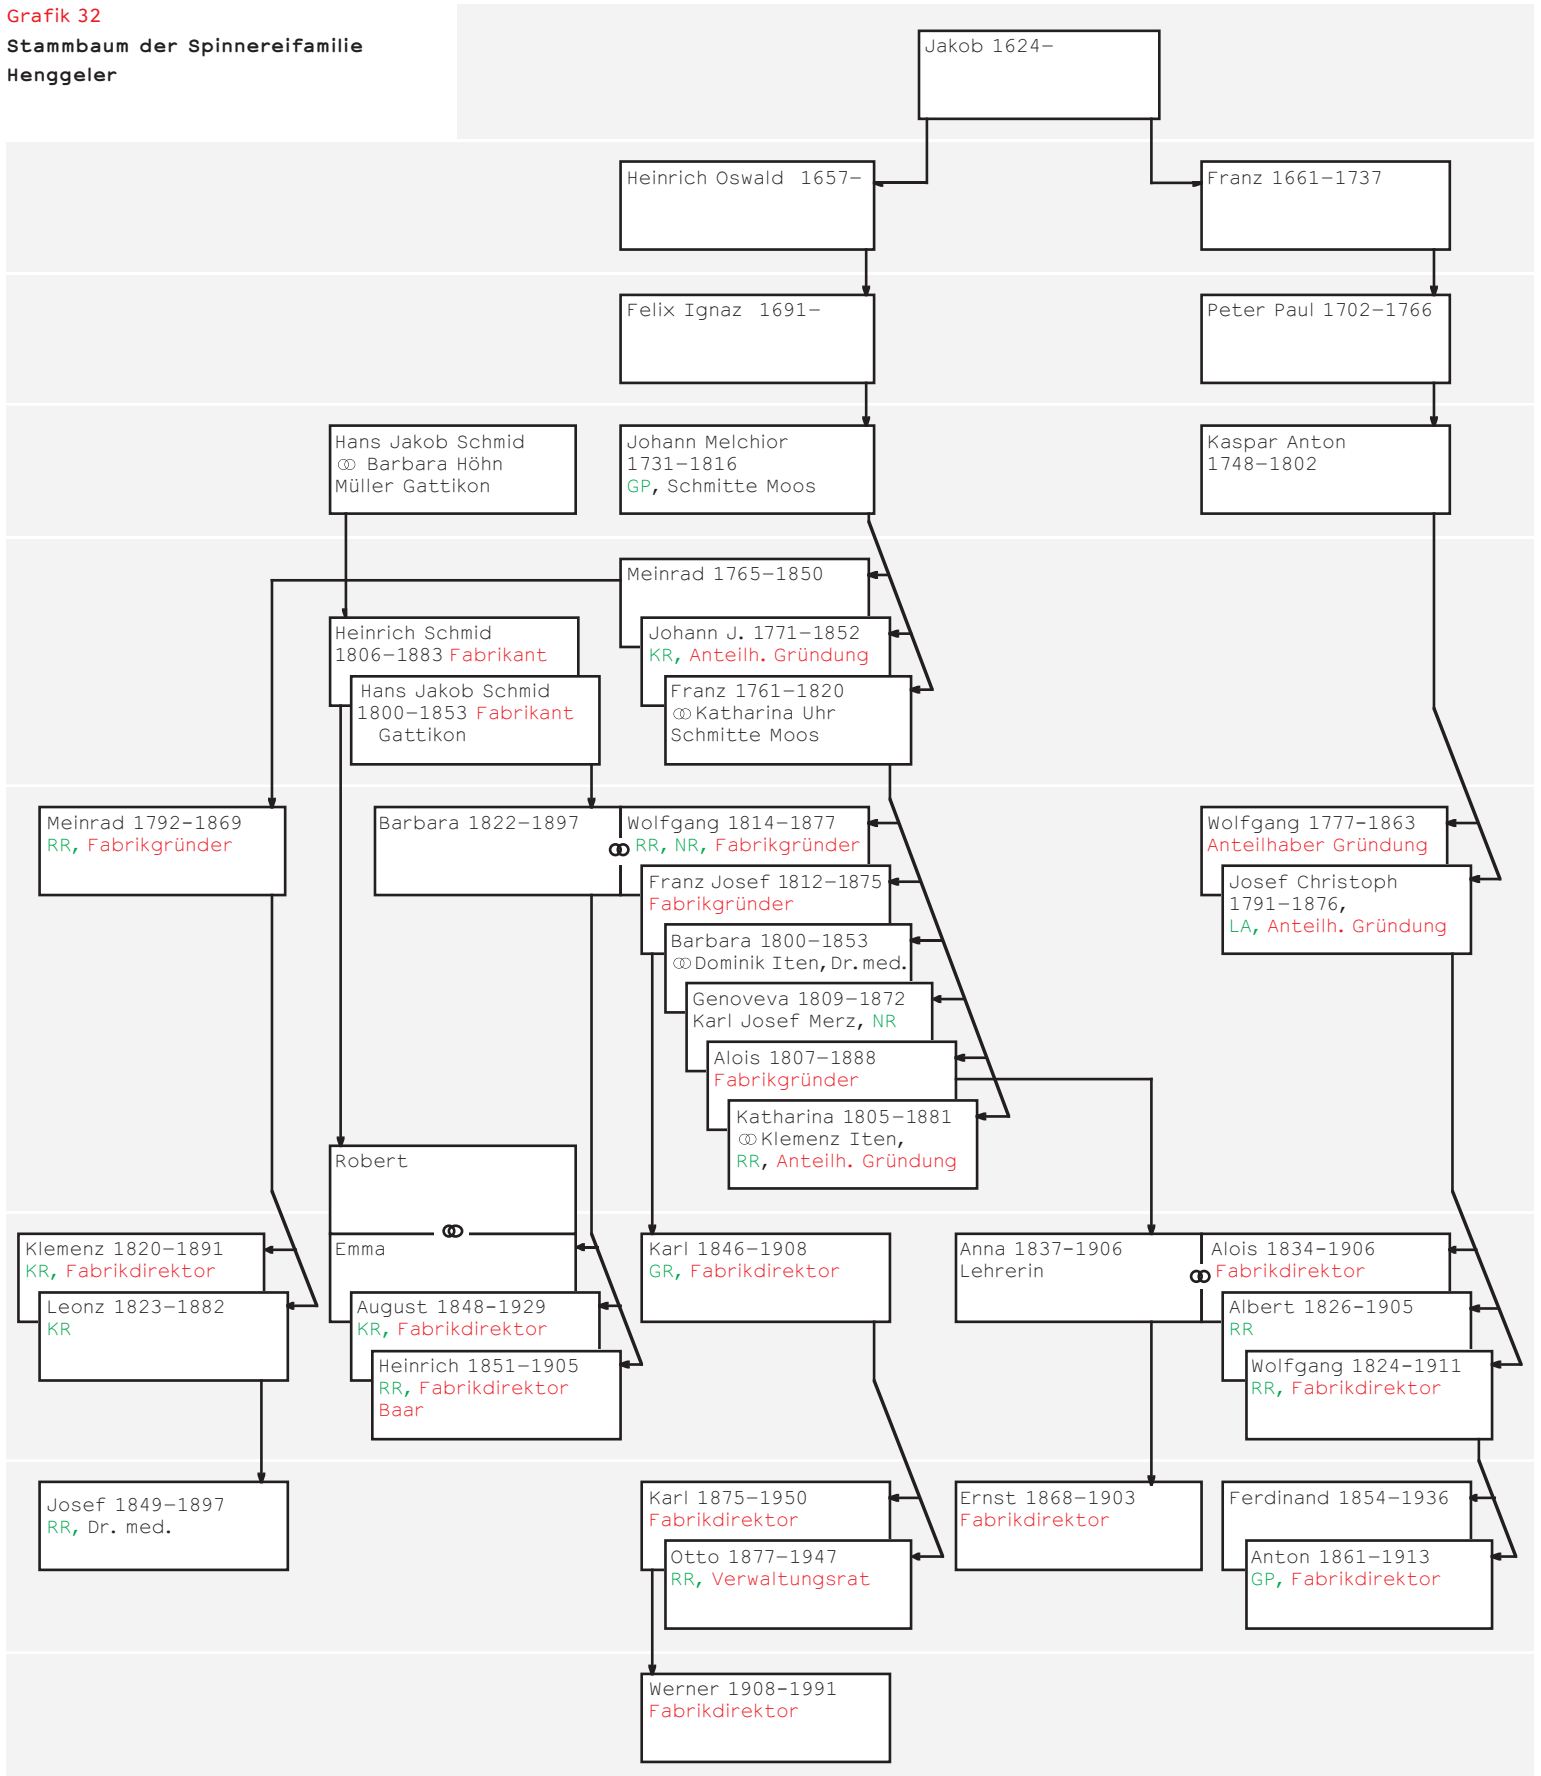 Grafik 32
Stammbaum der Spinnereifamilie
Henggeler
Jakob 1624–
Heinrich Oswald 1657–
Franz 1661–1737
Felix Ignaz 1691–
Peter Paul 1702–1766
Hans Jakob Schmid
⚭ Barbara Höhn
Müller Gattikon
Johann Melchior
1731–1816
GP, Schmitte Moos
Kaspar Anton
1748–1802
Meinrad 1765–1850
Johann J. 1771–1852
KR, Anteilh. Gründung
Franz 1761–1820
⚭ Katharina Uhr
Schmitte Moos
Heinrich Schmid
1806–1883 Fabrikant
Hans Jakob Schmid
1800–1853 Fabrikant
Gattikon
Meinrad 1792-1869
RR, Fabrikgründer
Barbara 1822–1897
⚭
Wolfgang 1814–1877
RR, NR, Fabrikgründer
Franz Josef 1812–1875
Fabrikgründer
Barbara 1800–1853
⚭ Dominik Iten, Dr. med.
Genoveva 1809–1872
Karl Josef Merz, NR
Alois 1807–1888
Fabrikgründer
Katharina 1805–1881
⚭ Klemenz Iten,
RR, Anteilh. Gründung
Wolfgang 1777-1863
Anteilhaber Gründung
Josef Christoph
1791–1876,
LA, Anteilh. Gründung
Robert
⚭
Emma
August 1848-1929
KR, Fabrikdirektor
Heinrich 1851–1905
RR, Fabrikdirektor
Baar
Klemenz 1820-1891
KR, Fabrikdirektor
Leonz 1823–1882
KR
Karl 1846–1908
GR, Fabrikdirektor
Anna 1837-1906
Lehrerin
⚭
Alois 1834-1906
Fabrikdirektor
Albert 1826-1905
RR
Wolfgang 1824-1911
RR, Fabrikdirektor
Josef 1849–1897
RR, Dr. med.
Karl 1875–1950
Fabrikdirektor
Otto 1877–1947
RR, Verwaltungsrat
Ernst 1868–1903
Fabrikdirektor
Ferdinand 1854–1936
Anton 1861–1913
GP, Fabrikdirektor
Werner 1908-1991
Fabrikdirektor